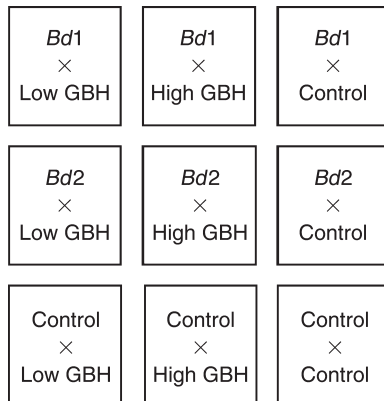 Bd1
×
Low GBH
Bd1
×
High GBH
Bd1
×
Control
Bd2
×
Low GBH
Bd2
×
High GBH
Bd2
×
Control
Control
×
Low GBH
Control
×
High GBH
Control
×
Control